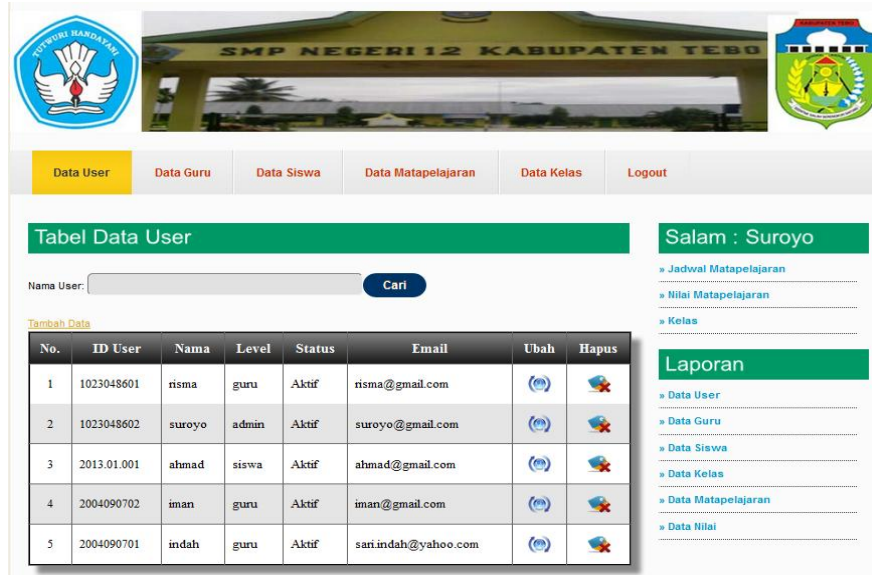 TUTWURI HANDAYANI
SMP NEGERI 12 KABUPATEN TEBO
KABUPATEN TEBO
Data User Data Guru Data Siswa Data Matapelajaran Data Kelas Logout
Tabel Data User
Nama User: Cari
Tambah Data
No. ID User Nama Level Status Email Ubah Hapus
1 1023048601 risma guru Aktif risma@gmail.com
2 1023048602 suroyo admin Aktif suroyo@gmail.com
3 2013.01.001 ahmad siswa Aktif ahmad@gmail.com
4 2004090702 iman guru Aktif iman@gmail.com
5 2004090701 indah guru Aktif sari.indah@yahoo.com
Salam : Suroyo
» Jadwal Matapelajaran
» Nilai Matapelajaran
» Kelas
Laporan
» Data User
» Data Guru
» Data Siswa
» Data Kelas
» Data Matapelajaran
» Data Nilai